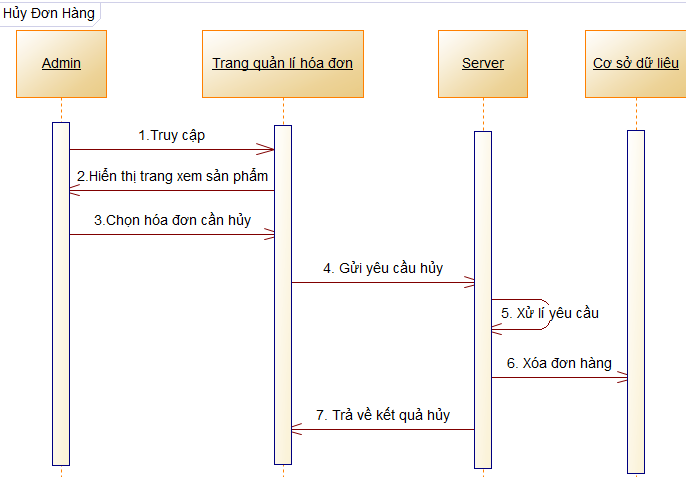 Hủy Đơn Hàng
Admin
Trang quản lí hóa đơn
Server
Cơ sở dữ liêu
1.Truy cập
2.Hiển thị trang xem sản phẩm
3.Chọn hóa đơn cần hủy
4. Gửi yêu cầu hủy
5. Xử lí yêu cầu
6. Xóa đơn hàng
7. Trả về kết quả hủy